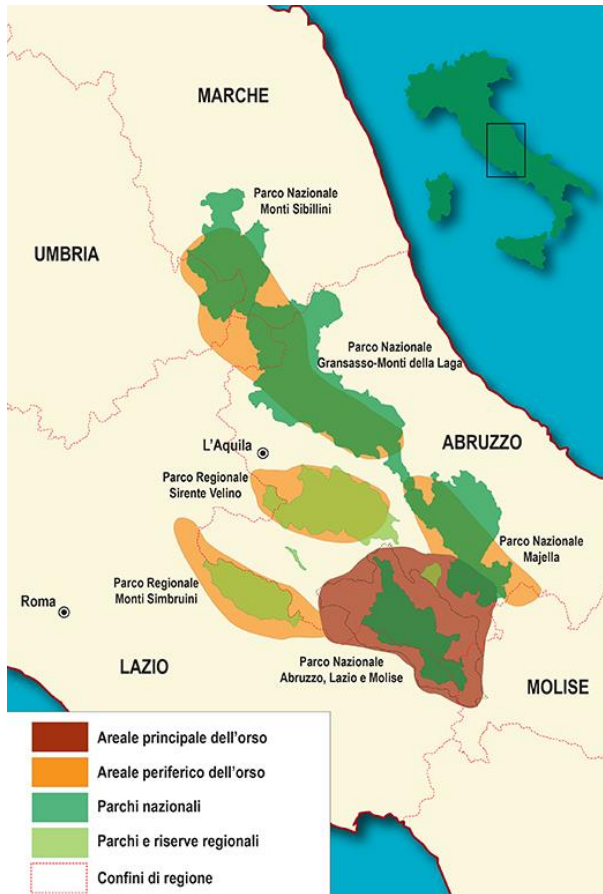 MARCHE
Parco Nazionale
Monti Sibillini
UMBRIA
Parco Nazionale
Gransasso-Monti della Laga
L'Aquila
ABRUZZO
Parco Regionale
Sirente Velino
Parco Nazionale
Majella
Parco Regionale
Monti Simbruini
Roma
LAZIO
Parco Nazionale
Abruzzo, Lazio e Molise
MOLISE
Areale principale dell'orso
Areale periferico dell'orso
Parchi nazionali
Parchi e riserve regionali
Confini di regione